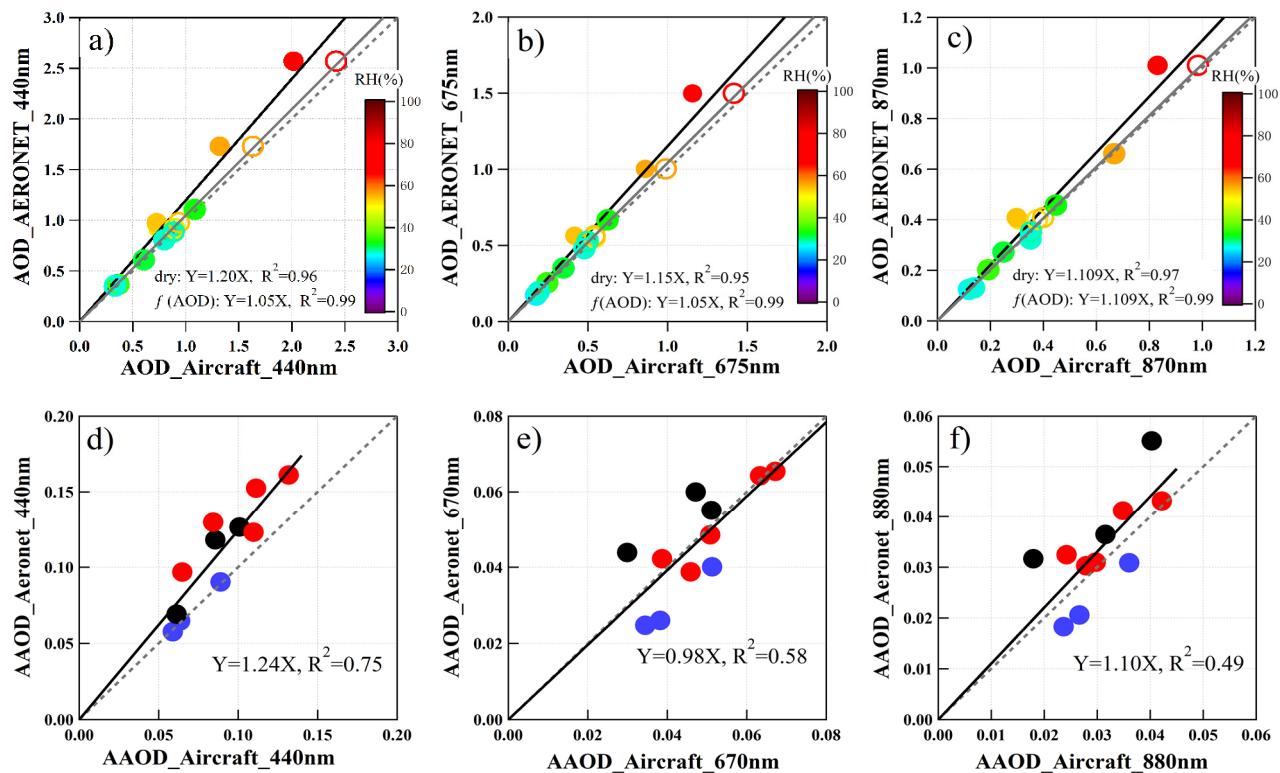 a)
AOD_AERONET_440nm
3.0
2.5
2.0
1.5
1.0
0.5
0.0
RH(%)
100
80
60
40
20
0
dry: Y=1.20X, R²=0.96
f (AOD): Y=1.05X, R²=0.99
0.0 0.5 1.0 1.5 2.0 2.5 3.0
AOD_Aircraft_440nm
b)
AOD_AERONET_675nm
2.0
1.5
1.0
0.5
0.0
RH(%)
100
80
60
40
20
0
dry: Y=1.15X, R²=0.95
f(AOD): Y=1.05X, R²=0.99
0.0 0.5 1.0 1.5 2.0
AOD_Aircraft_675nm
c)
AOD_AERONET_870nm
1.2
1.0
0.8
0.6
0.4
0.2
0.0
RH(%)
100
80
60
40
20
0
dry: Y=1.109X, R²=0.97
f(AOD): Y=1.109X, R²=0.99
0.0 0.2 0.4 0.6 0.8 1.0 1.2
AOD_Aircraft_870nm
d)
AAOD_Aeronet_440nm
0.20
0.15
0.10
0.05
0.00
Y=1.24X, R²=0.75
0.00 0.05 0.10 0.15 0.20
AAOD_Aircraft_440nm
e)
AAOD_Aeronet_670nm
0.08
0.06
0.04
0.02
0.00
Y=0.98X, R²=0.58
0.00 0.02 0.04 0.06 0.08
AAOD_Aircraft_670nm
f)
AAOD_Aeronet_880nm
0.06
0.05
0.04
0.03
0.02
0.01
0.00
Y=1.10X, R²=0.49
0.00 0.01 0.02 0.03 0.04 0.05 0.06
AAOD_Aircraft_880nm